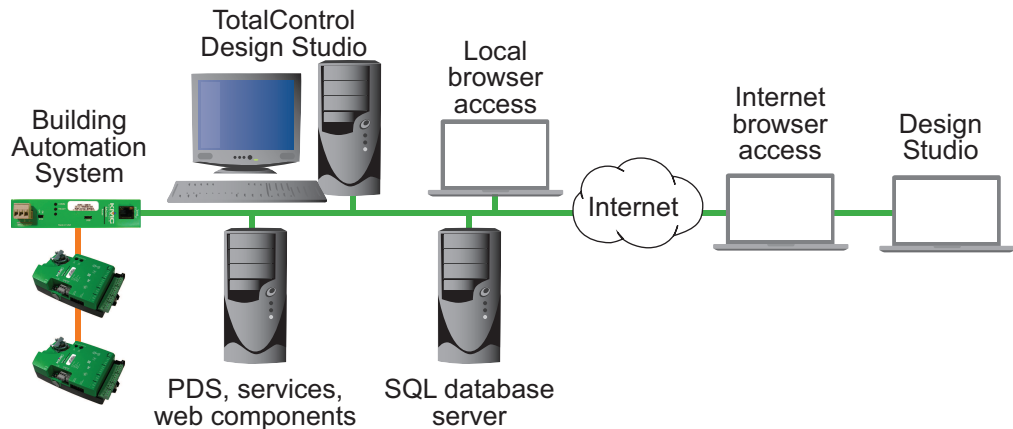 TotalControl
Design Studio
Local
browser
access
Internet
browser
access
Design
Studio
Building
Automation
System
Internet
PDS, services,
web components
SQL database
server